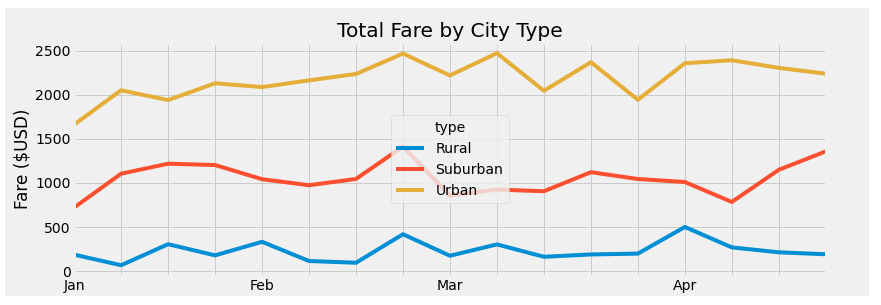 Total Fare by City Type
Fare ($USD)
2500
2000
1500
1000
500
0
type
Rural
Suburban
Urban
Jan
Feb
Mar
Apr